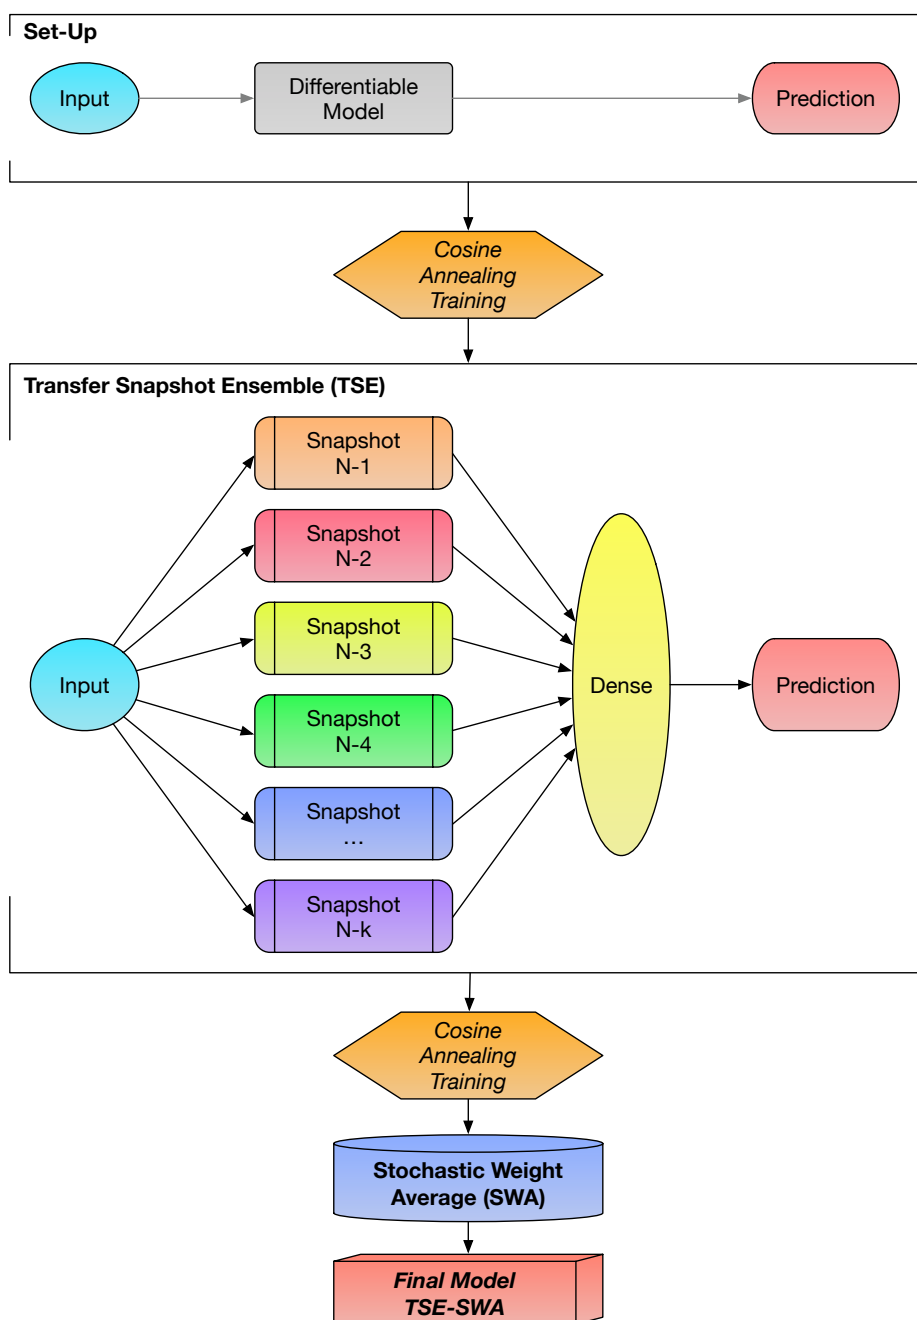 Set-Up
Input
Differentiable
Model
Prediction
Cosine
Annealing
Training
Transfer Snapshot Ensemble (TSE)
Snapshot
N-1
Snapshot
N-2
Snapshot
N-3
Snapshot
N-4
Snapshot
...
Snapshot
N-k
Input
Dense
Prediction
Cosine
Annealing
Training
Stochastic Weight
Average (SWA)
Final Model
TSE-SWA